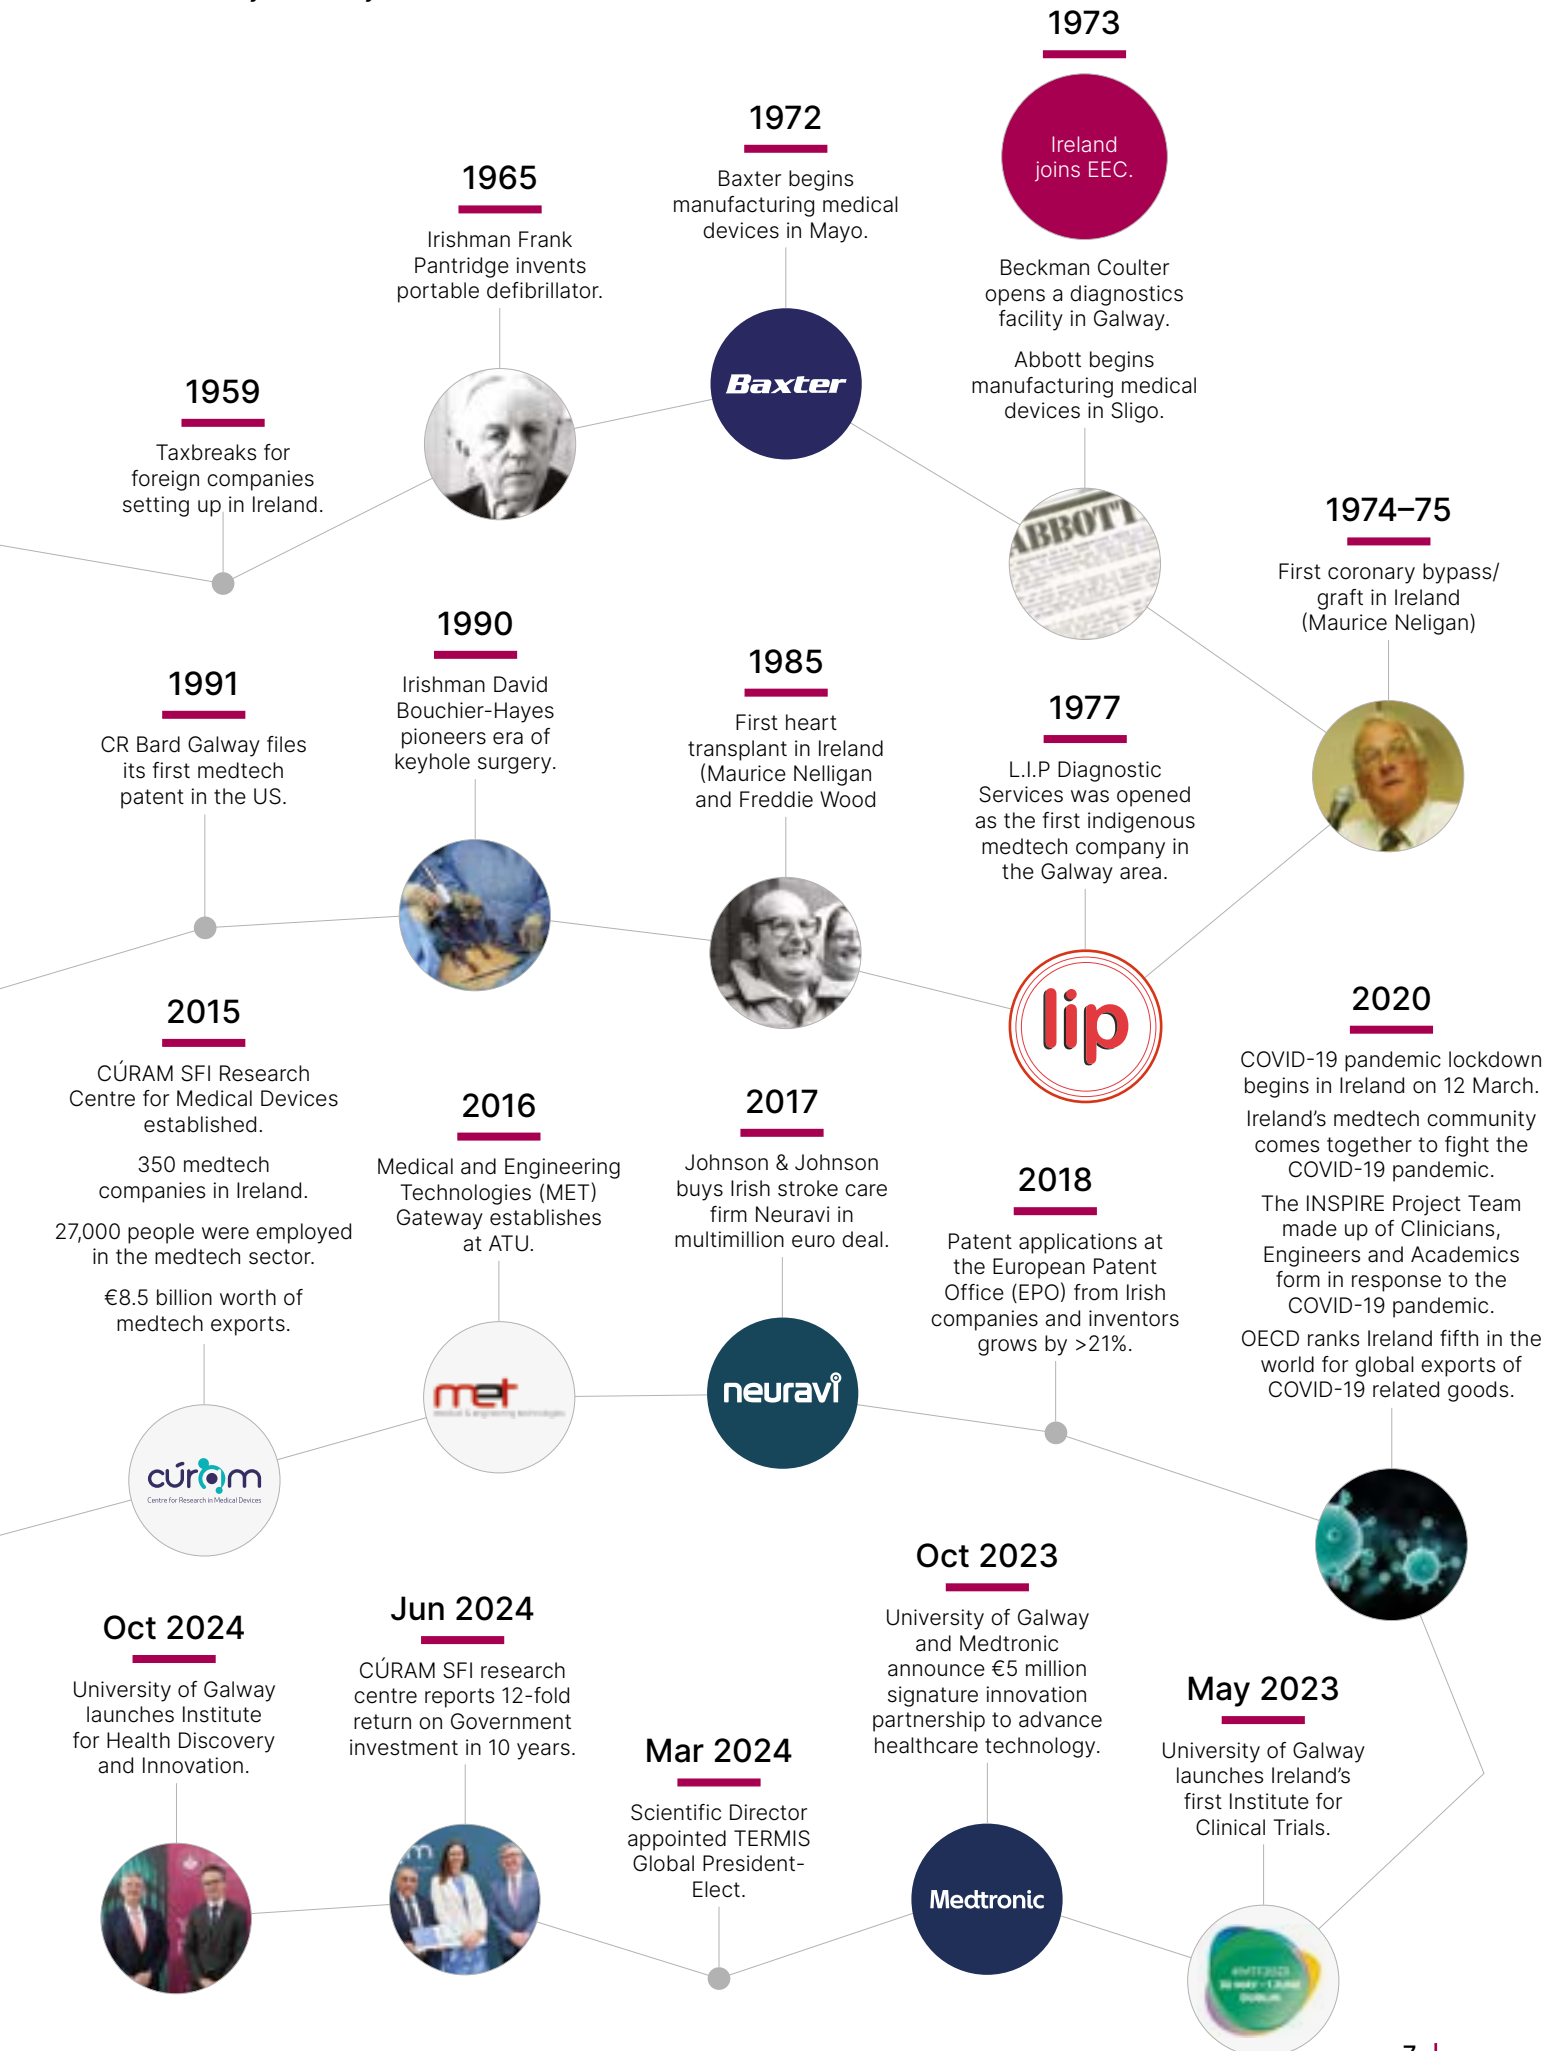 1959
Taxbreaks for
foreign companies
setting up in Ireland.
1965
Irishman Frank
Pantridge invents
portable defibrillator.
1972
Baxter begins
manufacturing medical
devices in Mayo.
Baxter
1973
Ireland
joins EEC.
Beckman Coulter
opens a diagnostics
facility in Galway.
Abbott begins
manufacturing medical
devices in Sligo.
ABBOTT
1974–75
First coronary bypass/
graft in Ireland
(Maurice Neligan)
1977
L.I.P Diagnostic
Services was opened
as the first indigenous
medtech company in
the Galway area.
lip
1985
First heart
transplant in Ireland
(Maurice Nelligan
and Freddie Wood
1990
Irishman David
Bouchier-Hayes
pioneers era of
keyhole surgery.
1991
CR Bard Galway files
its first medtech
patent in the US.
2015
CÚRAM SFI Research
Centre for Medical Devices
established.
350 medtech
companies in Ireland.
27,000 people were employed
in the medtech sector.
€8.5 billion worth of
medtech exports.
cúram
Centre for Research in Medical Devices
2016
Medical and Engineering
Technologies (MET)
Gateway establishes
at ATU.
met
medical & engineering technologies
2017
Johnson & Johnson
buys Irish stroke care
firm Neuravi in
multimillion euro deal.
neuravi
2018
Patent applications at
the European Patent
Office (EPO) from Irish
companies and inventors
grows by >21%.
2020
COVID-19 pandemic lockdown
begins in Ireland on 12 March.
Ireland's medtech community
comes together to fight the
COVID-19 pandemic.
The INSPIRE Project Team
made up of Clinicians,
Engineers and Academics
form in response to the
COVID-19 pandemic.
OECD ranks Ireland fifth in the
world for global exports of
COVID-19 related goods.
May 2023
University of Galway
launches Ireland's
first Institute for
Clinical Trials.
DUBLIN
Oct 2023
University of Galway
and Medtronic
announce €5 million
signature innovation
partnership to advance
healthcare technology.
Medtronic
Mar 2024
Scientific Director
appointed TERMIS
Global President-
Elect.
Jun 2024
CÚRAM SFI research
centre reports 12-fold
return on Government
investment in 10 years.
Oct 2024
University of Galway
launches Institute
for Health Discovery
and Innovation.